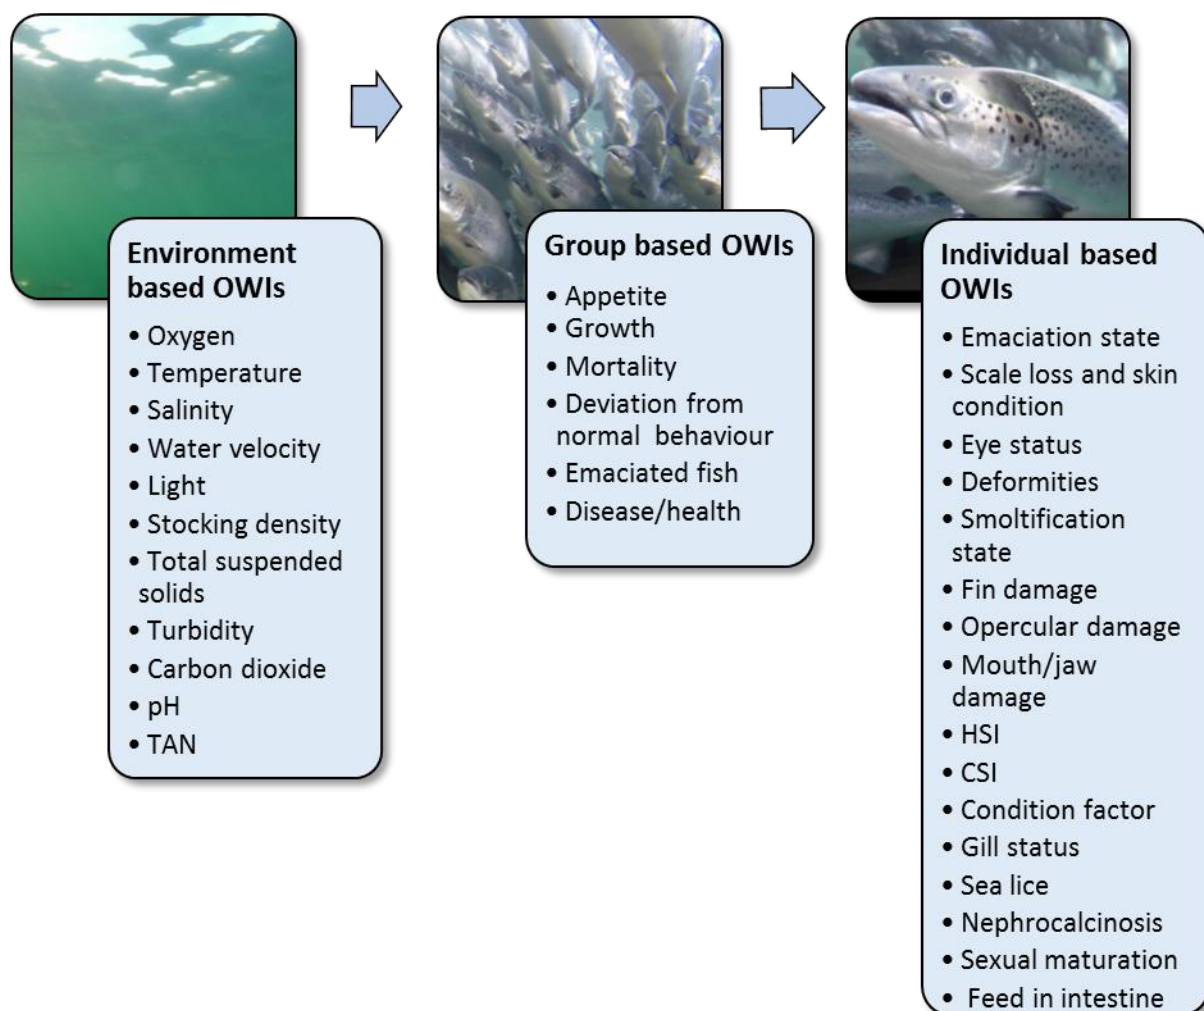 Environment
based OWIs
• Oxygen
• Temperature
• Salinity
• Water velocity
• Light
• Stocking density
• Total suspended
solids
• Turbidity
• Carbon dioxide
• pH
• TAN
Group based OWIs
• Appetite
• Growth
• Mortality
• Deviation from
normal behaviour
• Emaciated fish
• Disease/health
Individual based
OWIs
• Emaciation state
• Scale loss and skin
condition
• Eye status
• Deformities
• Smoltification
state
• Fin damage
• Opercular damage
• Mouth/jaw
damage
• HSI
• CSI
• Condition factor
• Gill status
• Sea lice
• Nephrocalcinosis
• Sexual maturation
• Feed in intestine